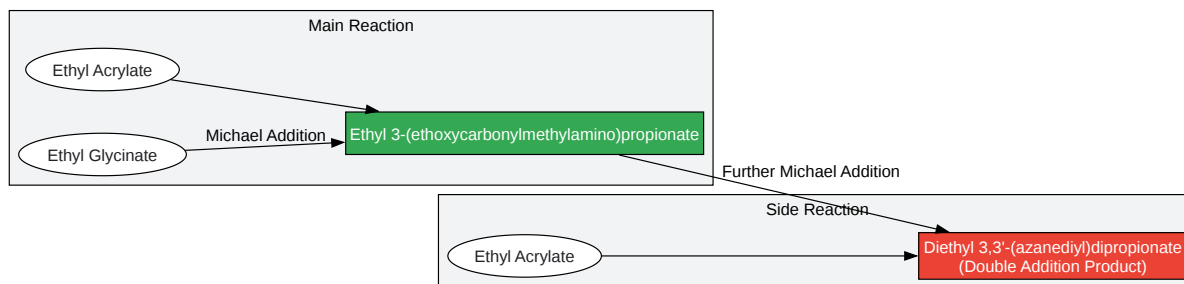 Main Reaction
Ethyl Acrylate
Michael Addition
Ethyl Glycinate
Ethyl 3-(ethoxycarbonylmethylamino)propionate
Further Michael Addition
Side Reaction
Ethyl Acrylate
Diethyl 3,3'-(azanediyl)dipropionate
(Double Addition Product)